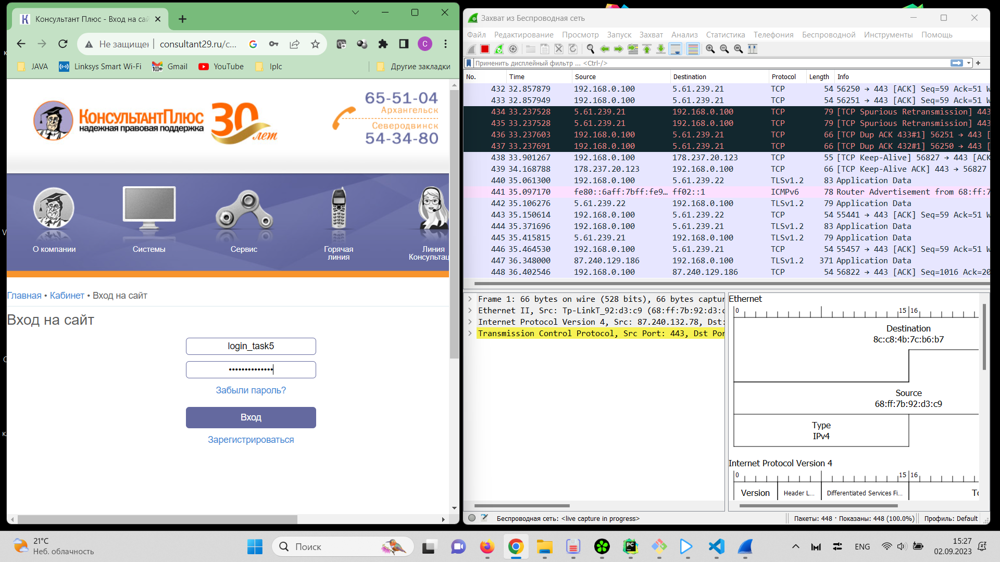 Консультант Плюс - Вход на сай
Не защищен
consultant29.ru/c...
C
JAVA
Linksys Smart Wi-Fi
100+
Gmail
YouTube
Iplc
Другие закладки
КонсультантПлюс
надежная правовая поддержка
30 лет
65-51-04
Архангельск
Северодвинск
54-34-80
О компании
Системы
Сервис
Горячая
линия
Линия
Консультац
Главная • Кабинет • Вход на сайт
Вход на сайт
login_task5
••••••••••••••
Забыли пароль?
Вход
Зарегистрироваться
Захват из Беспроводная сеть
Файл Редактирование Просмотр Запуск Захват Анализ Статистика Телефония Беспроводной Инструменты Помощь
Применить дисплейный фильтр ... <Ctrl-/>
No. Time Source Destination Protocol Length Info
432 32.857879 192.168.0.100 5.61.239.21 TCP 54 56250 → 443 [ACK] Seq=59 Ack=51 W
433 32.857949 192.168.0.100 5.61.239.21 TCP 54 56251 → 443 [ACK] Seq=59 Ack=51 W
434 33.237528 5.61.239.21 192.168.0.100 TCP 79 [TCP Spurious Retransmission] 443
435 33.237528 5.61.239.21 192.168.0.100 TCP 79 [TCP Spurious Retransmission] 443
436 33.237603 192.168.0.100 5.61.239.21 TCP 66 [TCP Dup ACK 433#1] 56251 → 443 [
437 33.237691 192.168.0.100 5.61.239.21 TCP 66 [TCP Dup ACK 432#1] 56250 → 443 [
438 33.901267 192.168.0.100 178.237.20.123 TCP 55 [TCP Keep-Alive] 56827 → 443 [ACK
439 34.168788 178.237.20.123 192.168.0.100 TCP 66 [TCP Keep-Alive ACK] 443 → 56827
440 35.061300 192.168.0.100 5.61.239.22 TLSv1.2 83 Application Data
441 35.097170 fe80::6aff:7bff:fe9… ff02::1 ICMPv6 78 Router Advertisement from 68:ff:7
442 35.106276 5.61.239.22 192.168.0.100 TLSv1.2 79 Application Data
443 35.150614 192.168.0.100 5.61.239.22 TCP 54 55441 → 443 [ACK] Seq=59 Ack=51 W
444 35.371696 192.168.0.100 5.61.239.21 TLSv1.2 83 Application Data
445 35.415815 5.61.239.21 192.168.0.100 TLSv1.2 79 Application Data
446 35.464530 192.168.0.100 5.61.239.21 TCP 54 55457 → 443 [ACK] Seq=59 Ack=51 W
447 36.348000 87.240.129.186 192.168.0.100 TLSv1.2 371 Application Data
448 36.402546 192.168.0.100 87.240.129.186 TCP 54 56822 → 443 [ACK] Seq=1016 Ack=20
Frame 1: 66 bytes on wire (528 bits), 66 bytes captur
Ethernet II, Src: Tp-LinkT_92:d3:c9 (68:ff:7b:92:d3:c
Internet Protocol Version 4, Src: 87.240.132.78, Dst:
Transmission Control Protocol, Src Port: 443, Dst Por
Ethernet
0 15 16
Destination
8c:c8:4b:7c:b6:b7
Source
68:ff:7b:92:d3:c9
Type
IPv4
Internet Protocol Version 4
0 15 16
Version Header L... Differentiated Services Fi... To
Беспроводная сеть: <live capture in progress>
Пакеты: 448 · Показаны: 448 (100.0%)
Профиль: Default
21°C
Неб. облачность
Поиск
PC
ENG
15:27
02.09.2023